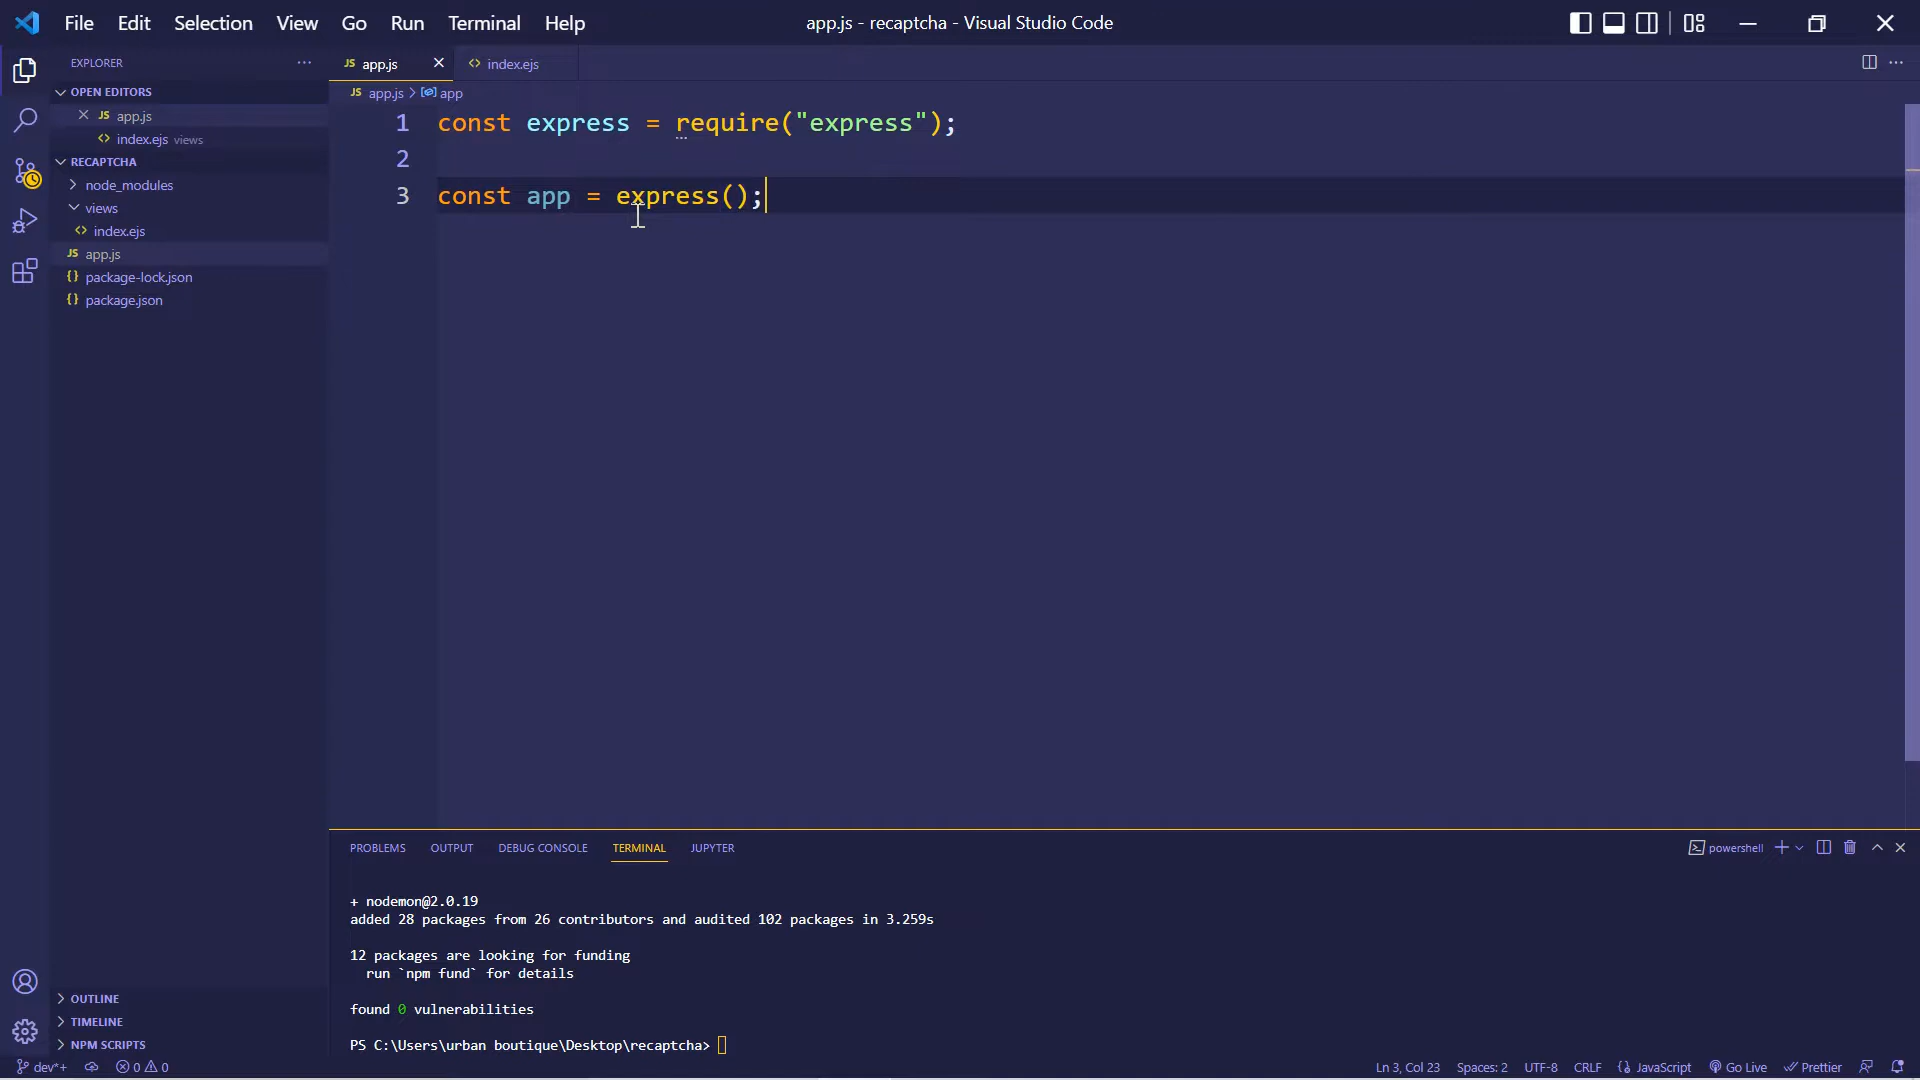 File Edit Selection View Go Run Terminal Help
app.js - recaptcha - Visual Studio Code
EXPLORER
OPEN EDITORS
JS app.js
index.ejs views
RECAPTCHA
node_modules
views
index.ejs
JS app.js
{} package-lock.json
{} package.json
OUTLINE
TIMELINE
NPM SCRIPTS
JS app.js
index.ejs
JS app.js > app
1 const express = require("express");
2
3 const app = express();
PROBLEMS OUTPUT DEBUG CONSOLE TERMINAL JUPYTER
powershell
+ nodemon@2.0.19
added 28 packages from 26 contributors and audited 102 packages in 3.259s
12 packages are looking for funding
run `npm fund` for details
found 0 vulnerabilities
PS C:\Users\urban boutique\Desktop\recaptcha>
dev*+ 0 0
Ln 3, Col 23 Spaces: 2 UTF-8 CRLF {} JavaScript Go Live Prettier